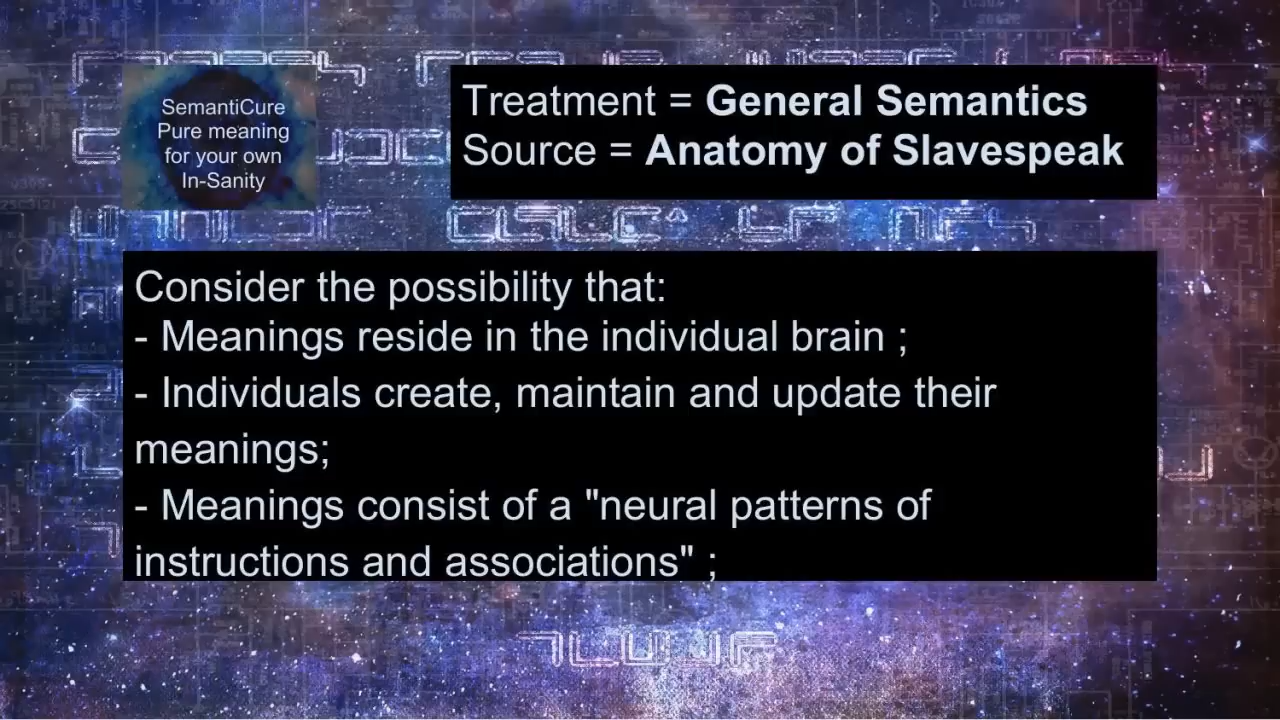 SemantiCure
Pure meaning
for your own
In-Sanity
Treatment = General Semantics
Source = Anatomy of Slavespeak
Consider the possibility that:
- Meanings reside in the individual brain ;
- Individuals create, maintain and update their
meanings;
- Meanings consist of a "neural patterns of
instructions and associations" ;